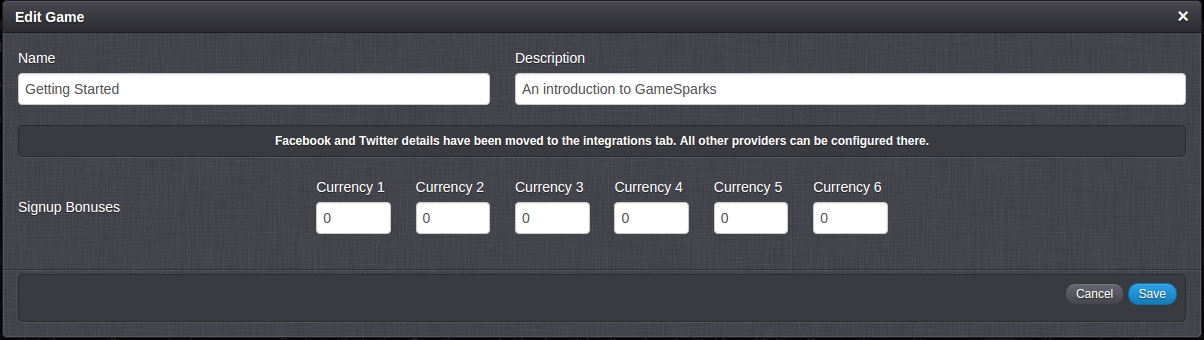 Edit Game ×
Name Description
Getting Started An introduction to GameSparks
Facebook and Twitter details have been moved to the integrations tab. All other providers can be configured there.
Currency 1 Currency 2 Currency 3 Currency 4 Currency 5 Currency 6
Signup Bonuses
0 0 0 0 0 0
Cancel Save